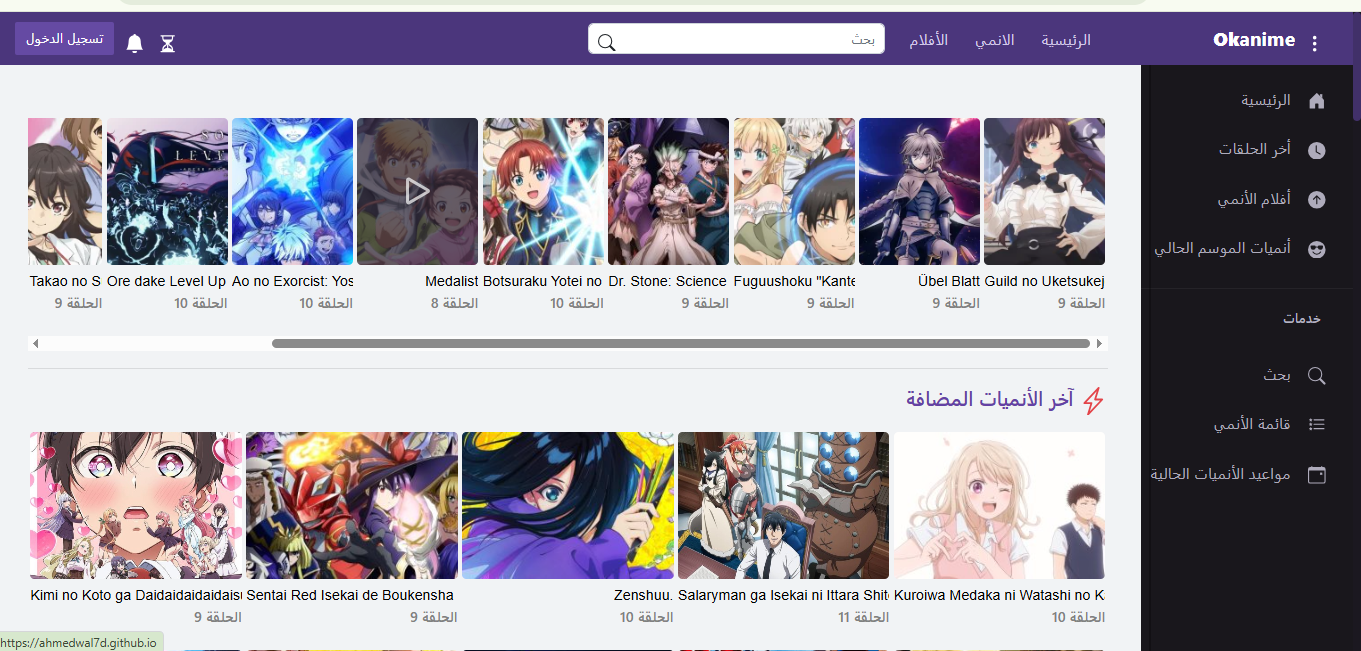 Okanime
الرئيسية
الانمي
الأفلام
بحث
تسجيل الدخول
الرئيسية
أخر الحلقات
أفلام الأنمي
أنميات الموسم الحالي
خدمات
بحث
قائمة الأنمي
مواعيد الأنميات الحالية
Guild no Uketsukej
الحلقة 9
Übel Blatt
الحلقة 9
Fuguushoku "Kante
الحلقة 9
Dr. Stone: Science
الحلقة 9
Botsuraku Yotei no
الحلقة 10
Medalist
الحلقة 8
Ao no Exorcist: Yos
الحلقة 10
SO
LEVE
Ore dake Level Up
الحلقة 10
Takao no S
الحلقة 9
آخر الأنميات المضافة
Kuroiwa Medaka ni Watashi no K
الحلقة 10
Salaryman ga Isekai ni Ittara Shite
الحلقة 11
Zenshuu.
الحلقة 10
Sentai Red Isekai de Boukensha
الحلقة 9
Kimi no Koto ga Daidaidaidaidaisu
الحلقة 9
https://ahmedwal7d.github.io